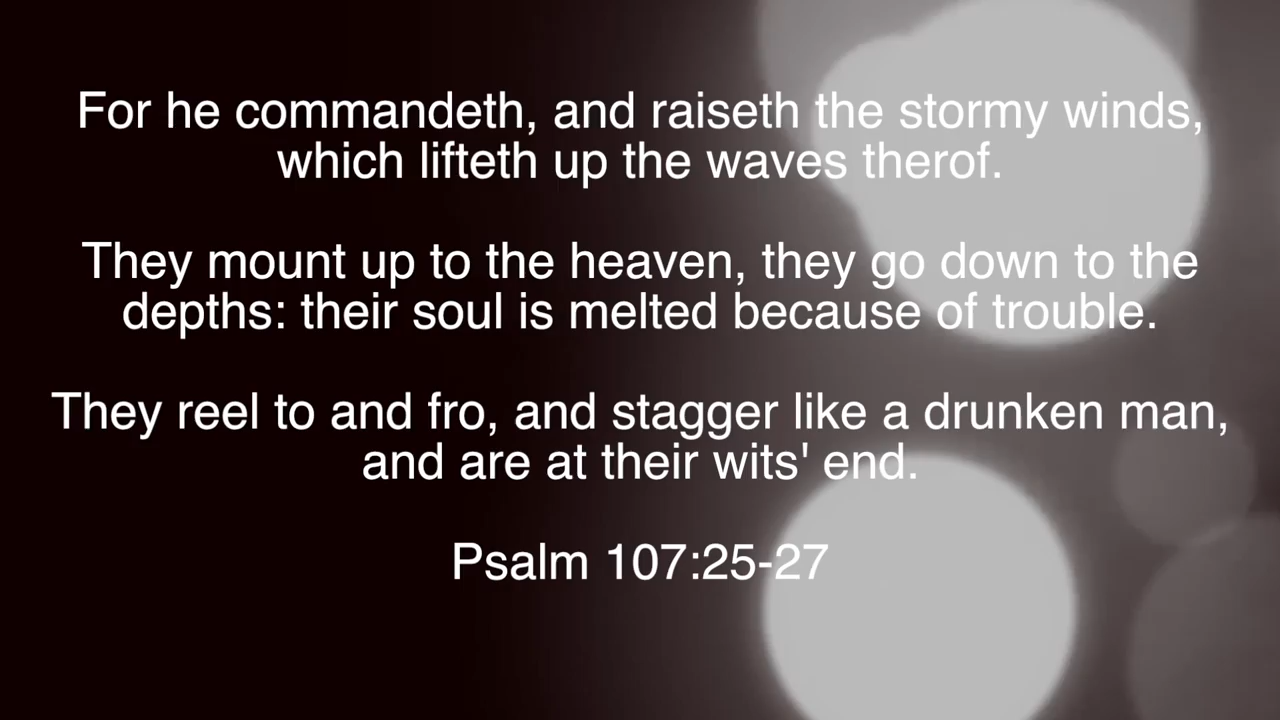 For he commandeth, and raiseth the stormy winds,
which lifteth up the waves therof.
They mount up to the heaven, they go down to the
depths: their soul is melted because of trouble.
They reel to and fro, and stagger like a drunken man,
and are at their wits' end.
Psalm 107:25-27